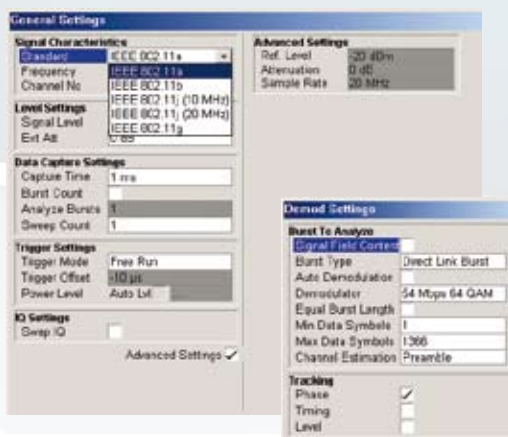 General Settings
Signal Characteristics
Standard IEEE 802.11a
Frequency IEEE 802.11a
Channel No IEEE 802.11b
IEEE 802.11j (10 MHz)
Level Settings IEEE 802.11j (20 MHz)
Signal Level IEEE 802.11g
Ext Att
Data Capture Settings
Capture Time 1 ms
Burst Count
Analyze Bursts 1
Sweep Count 1
Trigger Settings
Trigger Mode Free Run
Trigger Offset -10 µs
Power Level Auto Lvl
IQ Settings
Swap IQ
Advanced Settings
Advanced Settings
Ref. Level -20 dBm
Attenuation 0 dB
Sample Rate 20 MHz
Demod Settings
Burst To Analyze
Signal Field Content
Burst Type Direct Link Burst
Auto Demodulation
Demodulator 54 Mbps 64 QAM
Equal Burst Length
Min Data Symbols 1
Max Data Symbols 1366
Channel Estimation Preamble
Tracking
Phase
Timing
Level